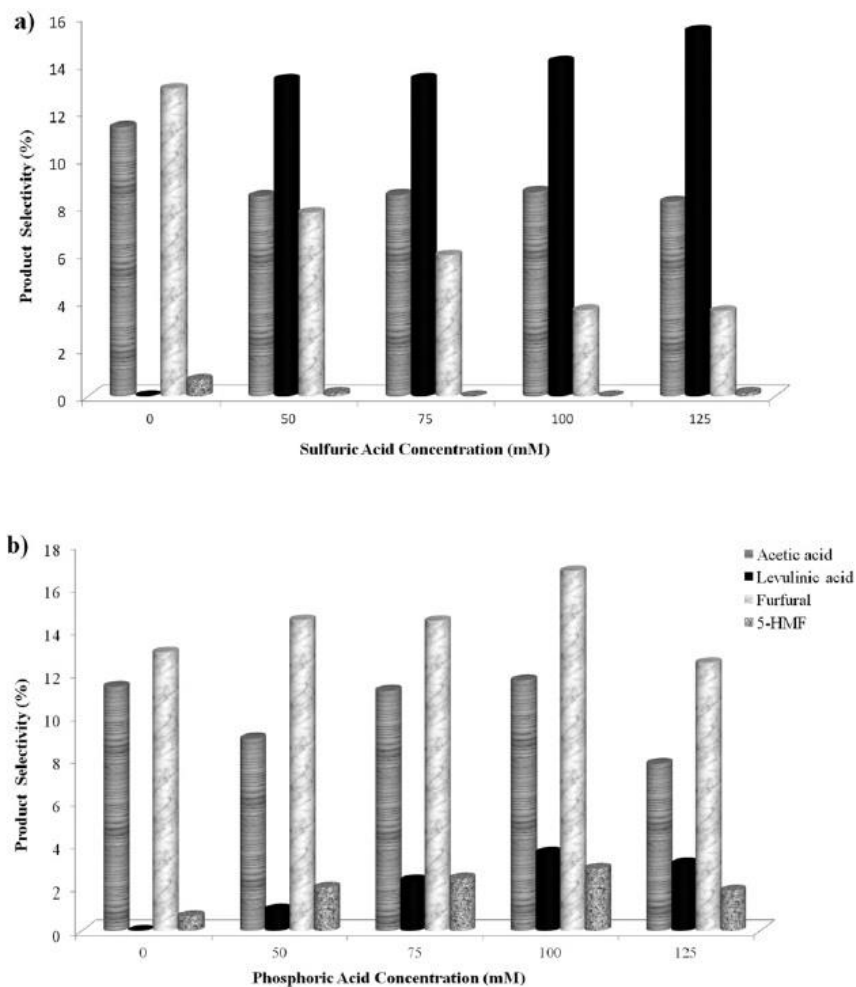 a)
Product Selectivity (%)
16
14
12
10
8
6
4
2
0
0 50 75 100 125
Sulfuric Acid Concentration (mM)
b)
Product Selectivity (%)
18
16
14
12
10
8
6
4
2
0
0 50 75 100 125
Phosphoric Acid Concentration (mM)
Acetic acid
Levulinic acid
Furfural
5-HMF